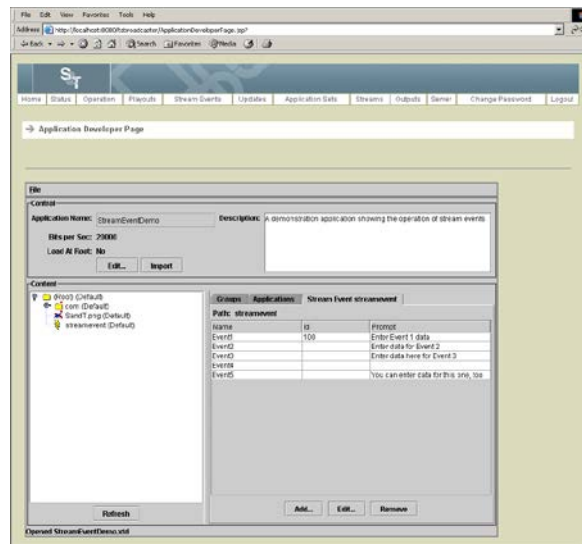 File Edit View Favorites Tools Help
Address http://localhost:8080/tstbroadcaster/ApplicationDeveloperPage.jsp?
Back Search Favorites Media
S T
Home Status Operation Playouts Stream Events Updates Application Sets Streams Outputs Server Change Password Logout
Application Developer Page
File
Control
Application Name: StreamEventDemo Description: A demonstration application showing the operation of stream events
Bits per Sec: 20000
Load At Root: No
Edit... Import
Content
(Root) (Default)
com (Default)
SandT.png (Default)
streamevent (Default)
Groups Applications Stream Event streamevent
Path: streamevent
Name Id Prompt
Event1 100 Enter Event 1 data
Event2 Enter data for Event 2
Event3 Enter data here for Event 3
Event4
Event5 You can enter data for this one, too
Add... Edit... Remove
Refresh
Opened StreamEventDemo.xtd